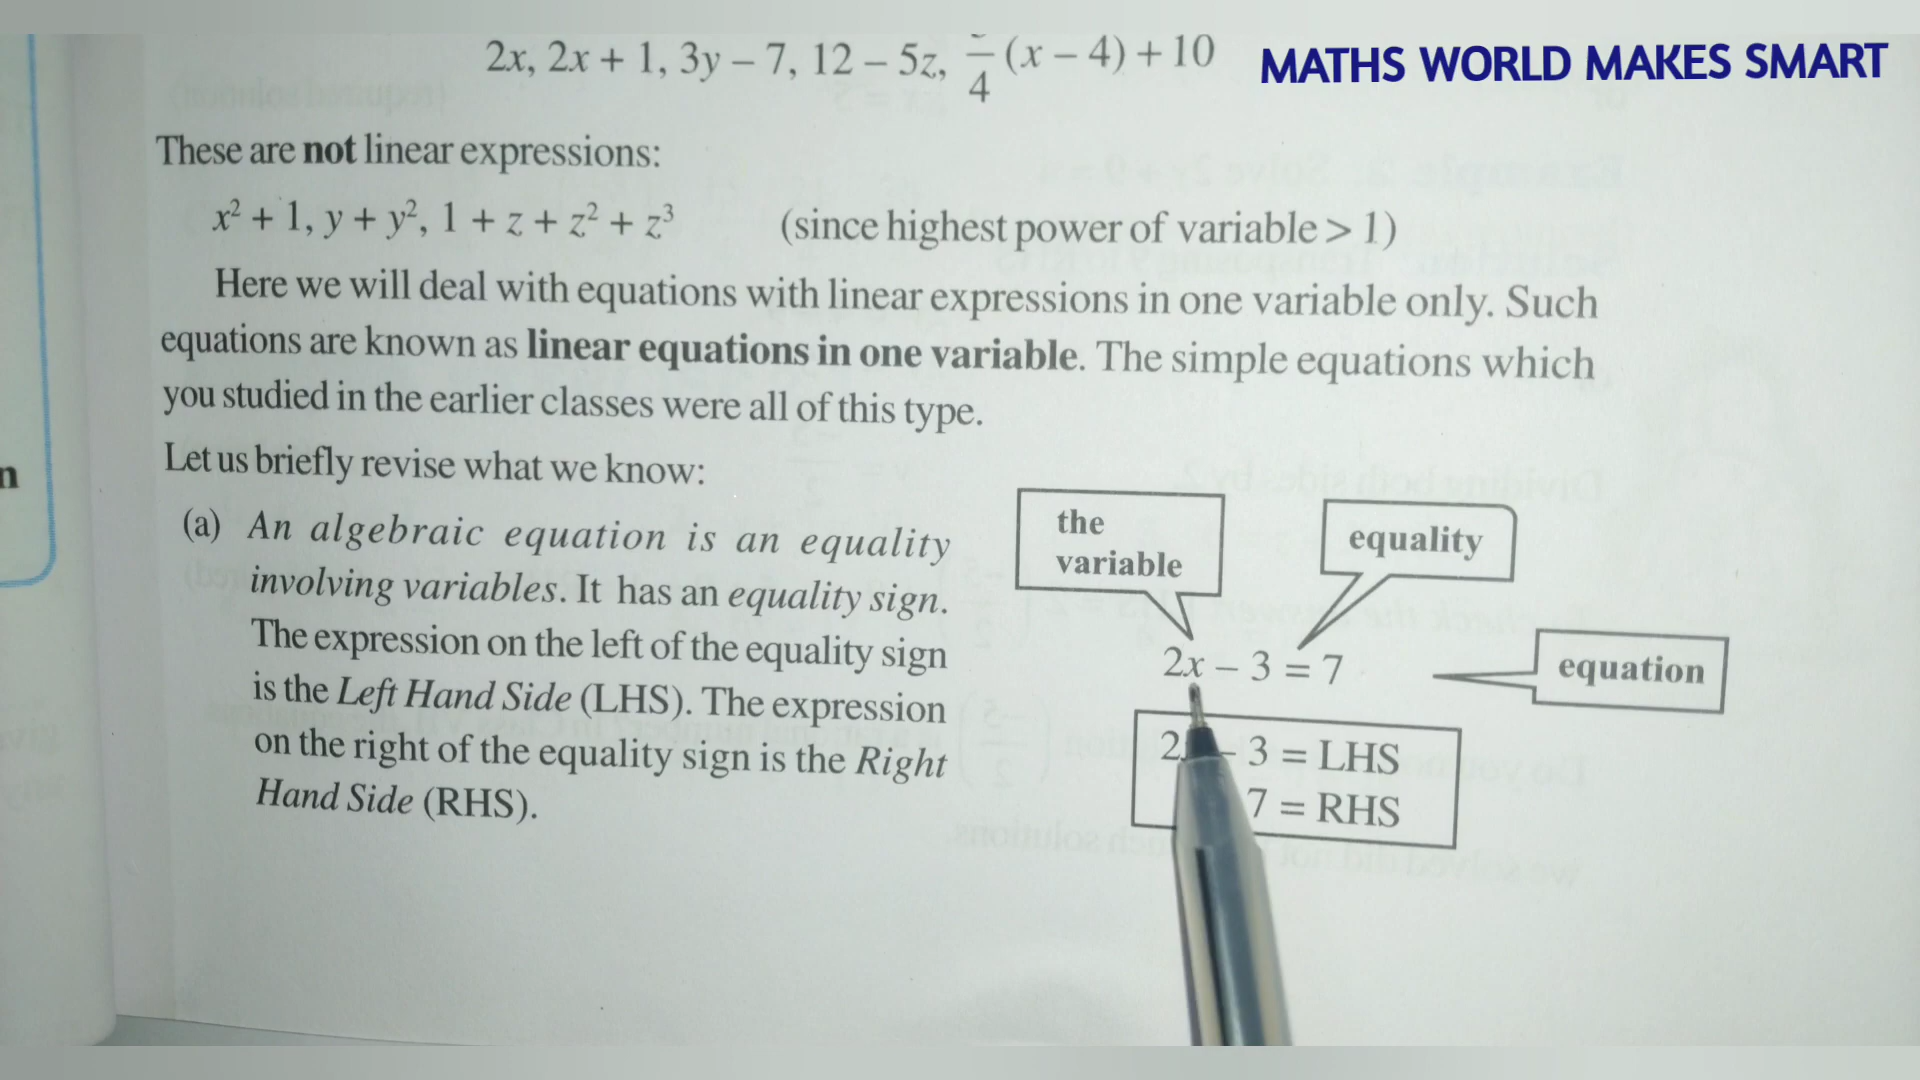 2x, 2x + 1, 3y – 7, 12 – 5z, /4 (x – 4) + 10
MATHS WORLD MAKES SMART
These are not linear expressions:
x² + 1, y + y², 1 + z + z² + z³ (since highest power of variable > 1)
Here we will deal with equations with linear expressions in one variable only. Such
equations are known as linear equations in one variable. The simple equations which
you studied in the earlier classes were all of this type.
Let us briefly revise what we know:
(a) An algebraic equation is an equality
involving variables. It has an equality sign.
The expression on the left of the equality sign
is the Left Hand Side (LHS). The expression
on the right of the equality sign is the Right
Hand Side (RHS).
the
variable
equality
2x – 3 = 7
equation
2x – 3 = LHS
7 = RHS
n